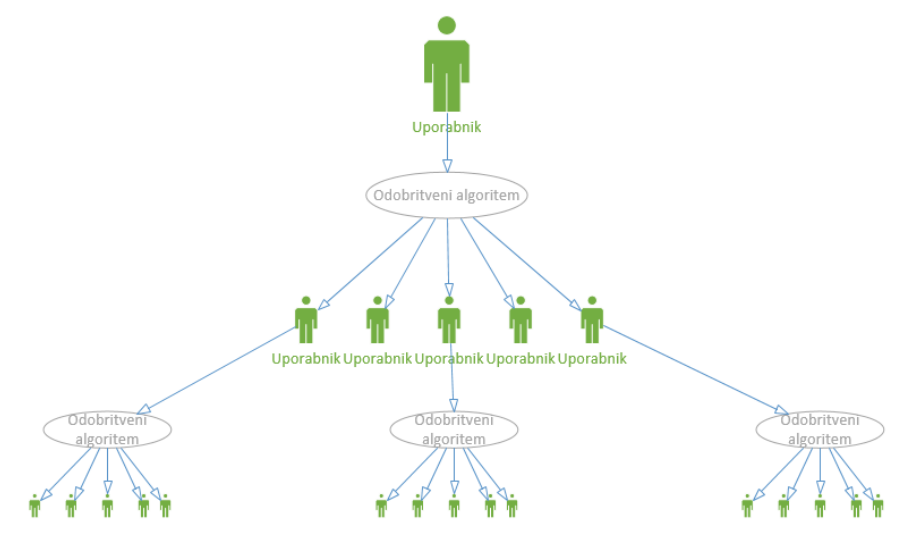 Uporabnik
Odobritveni algoritem
Uporabnik Uporabnik Uporabnik Uporabnik Uporabnik
Odobritveni
algoritem
Odobritveni
algoritem
Odobritveni
algoritem